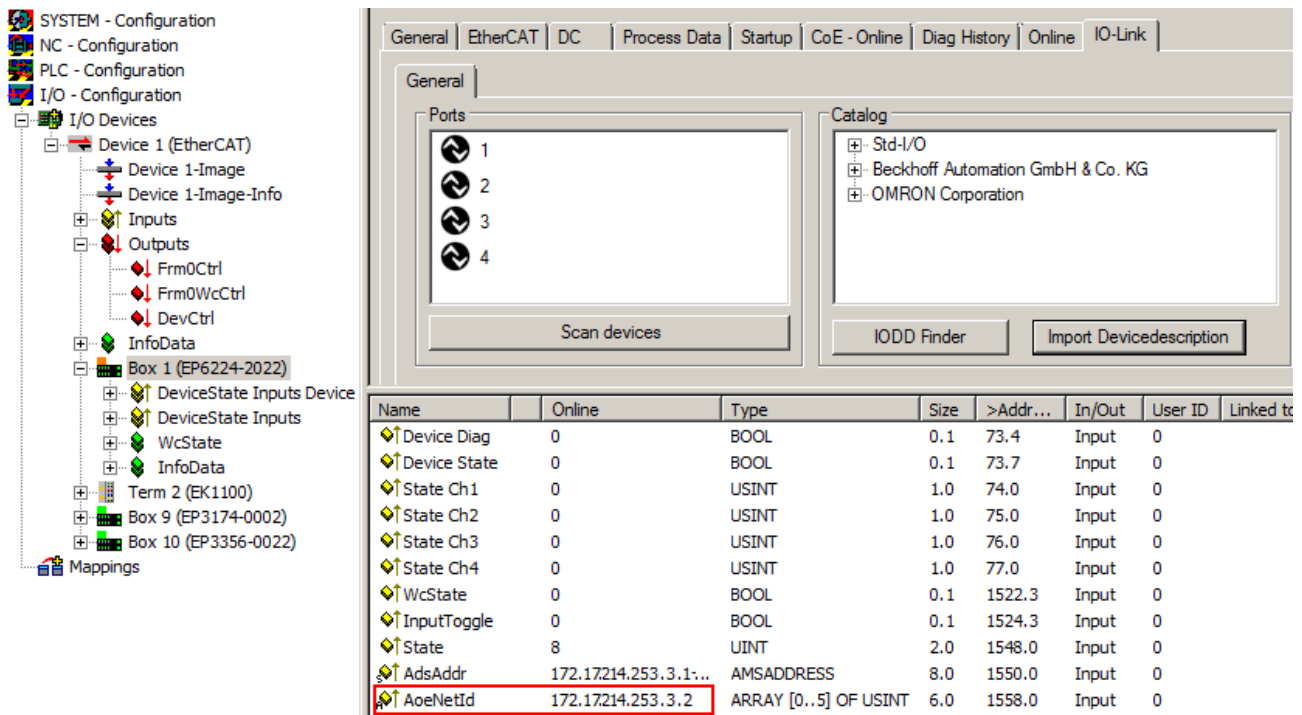 SYSTEM - Configuration
NC - Configuration
PLC - Configuration
I/O - Configuration
I/O Devices
Device 1 (EtherCAT)
Device 1-Image
Device 1-Image-Info
Inputs
Outputs
Frm0Ctrl
Frm0WcCtrl
DevCtrl
InfoData
Box 1 (EP6224-2022)
DeviceState Inputs Device
DeviceState Inputs
WcState
InfoData
Term 2 (EK1100)
Box 9 (EP3174-0002)
Box 10 (EP3356-0022)
Mappings
General EtherCAT DC Process Data Startup CoE - Online Diag History Online IO-Link
General
Ports
1
2
3
4
Scan devices
Catalog
Std-I/O
Beckhoff Automation GmbH & Co. KG
OMRON Corporation
IODD Finder Import Devicedescription
Name Online Type Size >Addr... In/Out User ID Linked to
Device Diag 0 BOOL 0.1 73.4 Input 0
Device State 0 BOOL 0.1 73.7 Input 0
State Ch1 0 USINT 1.0 74.0 Input 0
State Ch2 0 USINT 1.0 75.0 Input 0
State Ch3 0 USINT 1.0 76.0 Input 0
State Ch4 0 USINT 1.0 77.0 Input 0
WcState 0 BOOL 0.1 1522.3 Input 0
InputToggle 0 BOOL 0.1 1524.3 Input 0
State 8 UINT 2.0 1548.0 Input 0
AdsAddr 172.17.214.253.3.1-... AMSADDRESS 8.0 1550.0 Input 0
AoeNetId 172.17.214.253.3.2 ARRAY [0..5] OF USINT 6.0 1558.0 Input 0